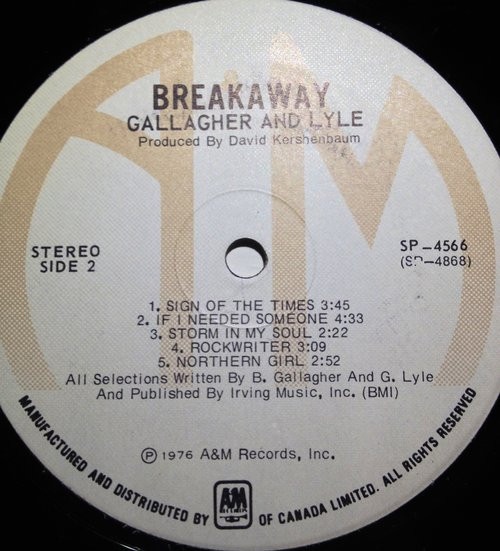 BREAKAWAY
GALLAGHER AND LYLE
Produced By David Kershenbaum
STEREO
SIDE 2
SP-4566
(SP-4868)
1. SIGN OF THE TIMES 3:45
2. IF I NEEDED SOMEONE 4:33
3. STORM IN MY SOUL 2:22
4. ROCKWRITER 3:09
5. NORTHERN GIRL 2:52
All Selections Written By B. Gallagher And G. Lyle
And Published By Irving Music, Inc. (BMI)
℗ 1976 A&M Records, Inc.
MANUFACTURED AND DISTRIBUTED BY A&M RECORDS OF CANADA LIMITED. ALL RIGHTS RESERVED